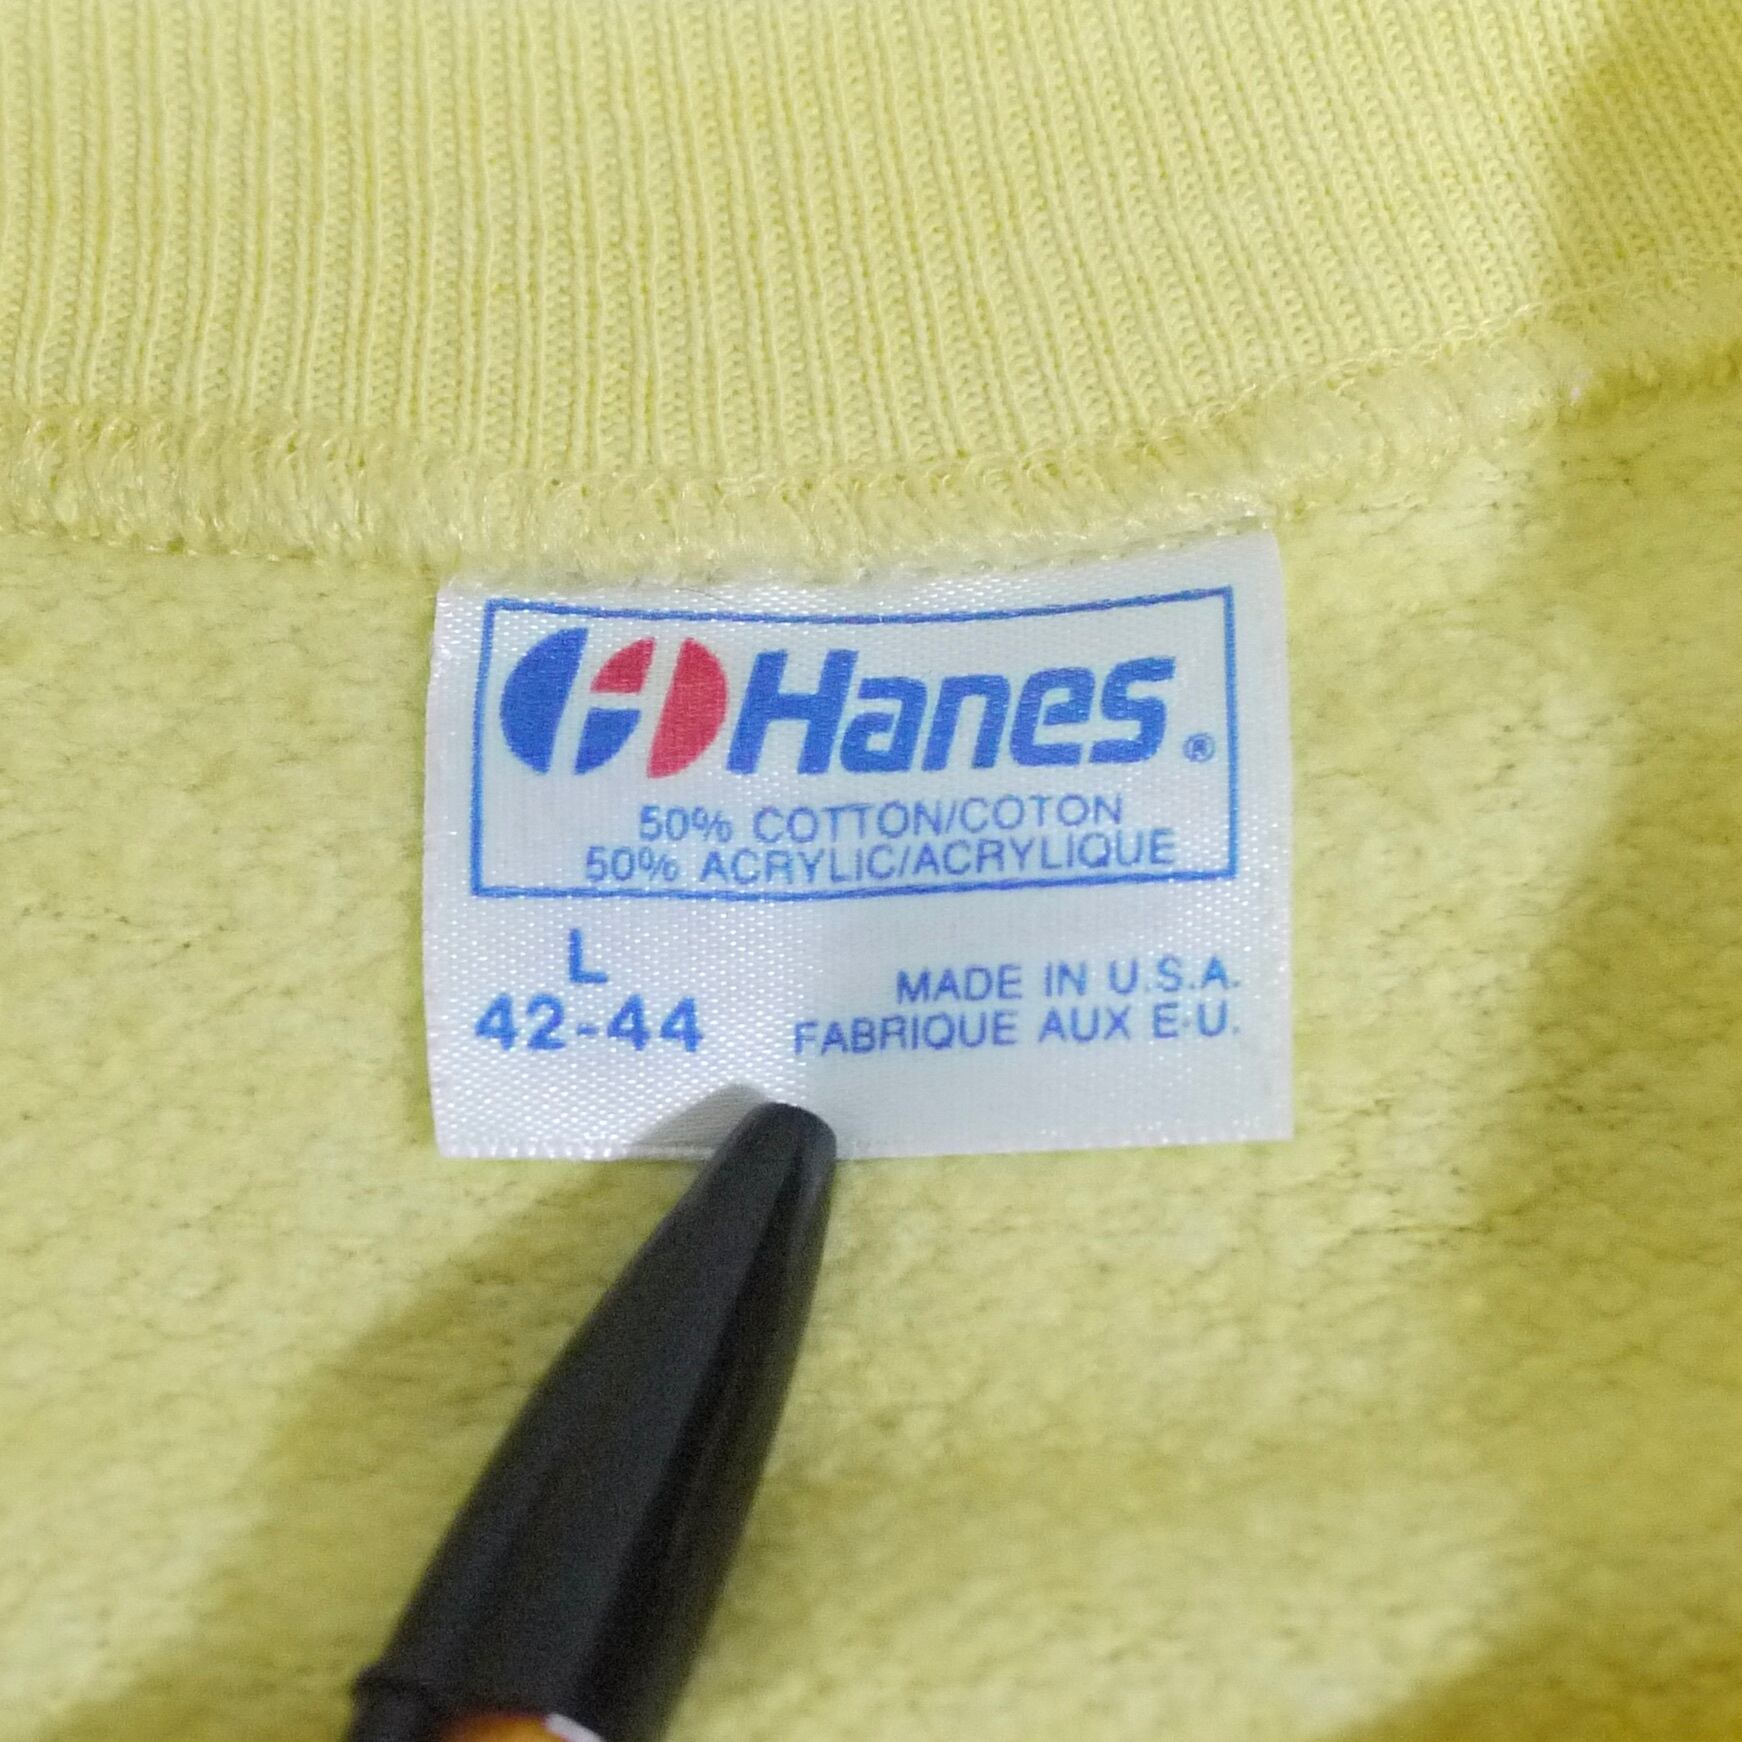 Hanes®
50% COTTON/COTON
50% ACRYLIC/ACRYLIQUE
L
42-44
MADE IN U.S.A.
FABRIQUE AUX E.U.